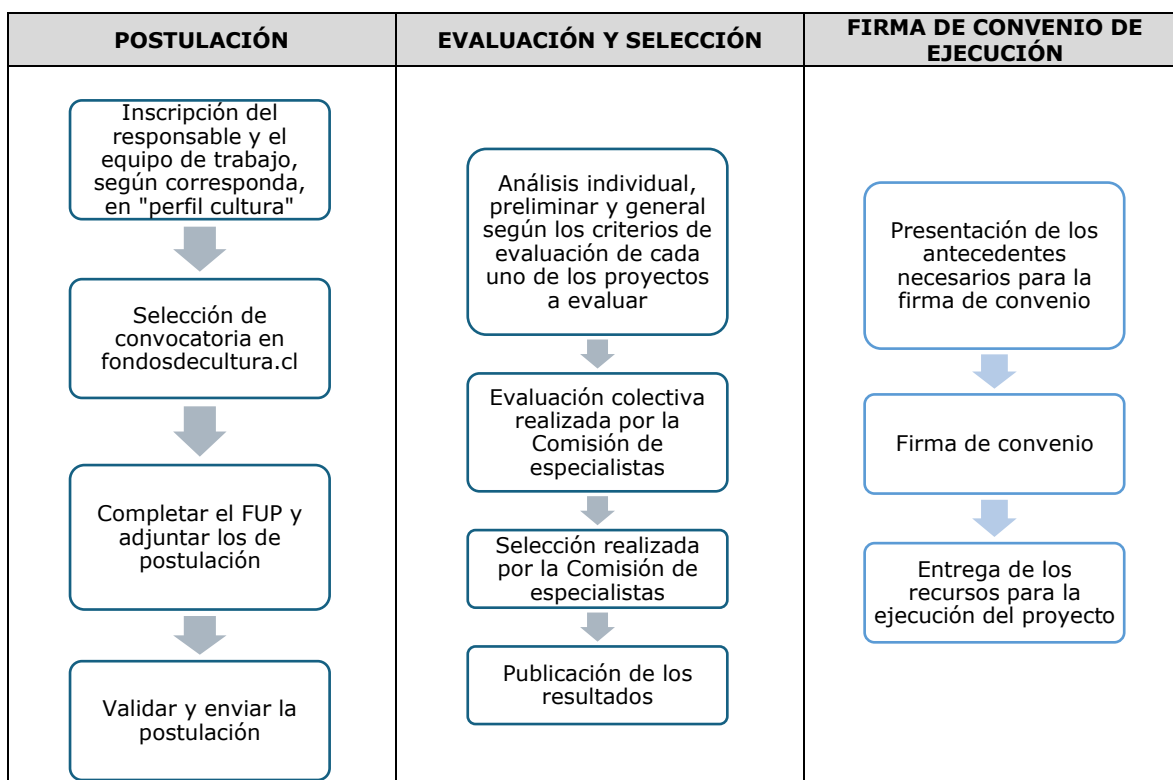 POSTULACIÓN
Inscripción del
responsable y el
equipo de trabajo,
según corresponda,
en "perfil cultura"
Selección de
convocatoria en
fondosdecultura.cl
Completar el FUP y
adjuntar los de
postulación
Validar y enviar la
postulación
EVALUACIÓN Y SELECCIÓN
Análisis individual,
preliminar y general
según los criterios de
evaluación de cada
uno de los proyectos
a evaluar
Evaluación colectiva
realizada por la
Comisión de
especialistas
Selección realizada
por la Comisión de
especialistas
Publicación de los
resultados
FIRMA DE CONVENIO DE
EJECUCIÓN
Presentación de los
antecedentes
necesarios para la
firma de convenio
Firma de convenio
Entrega de los
recursos para la
ejecución del proyecto